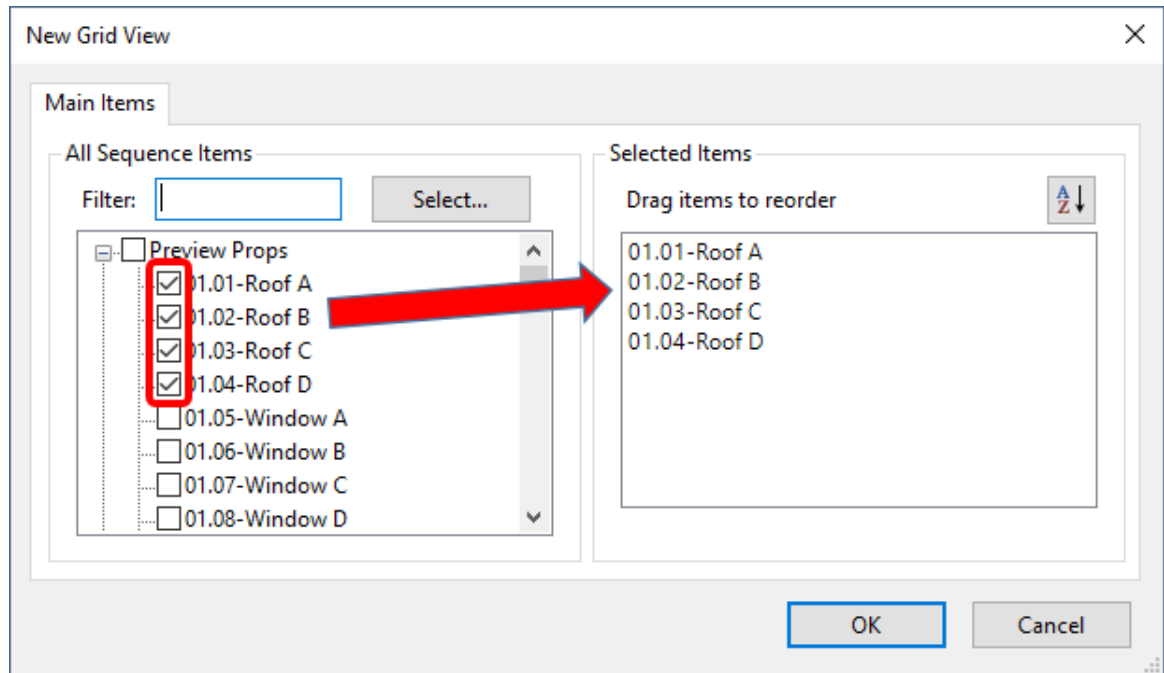 New Grid View
Main Items
All Sequence Items
Filter:
Select...
Preview Props
01.01-Roof A
01.02-Roof B
01.03-Roof C
01.04-Roof D
01.05-Window A
01.06-Window B
01.07-Window C
01.08-Window D
Selected Items
Drag items to reorder
A
Z
01.01-Roof A
01.02-Roof B
01.03-Roof C
01.04-Roof D
OK
Cancel